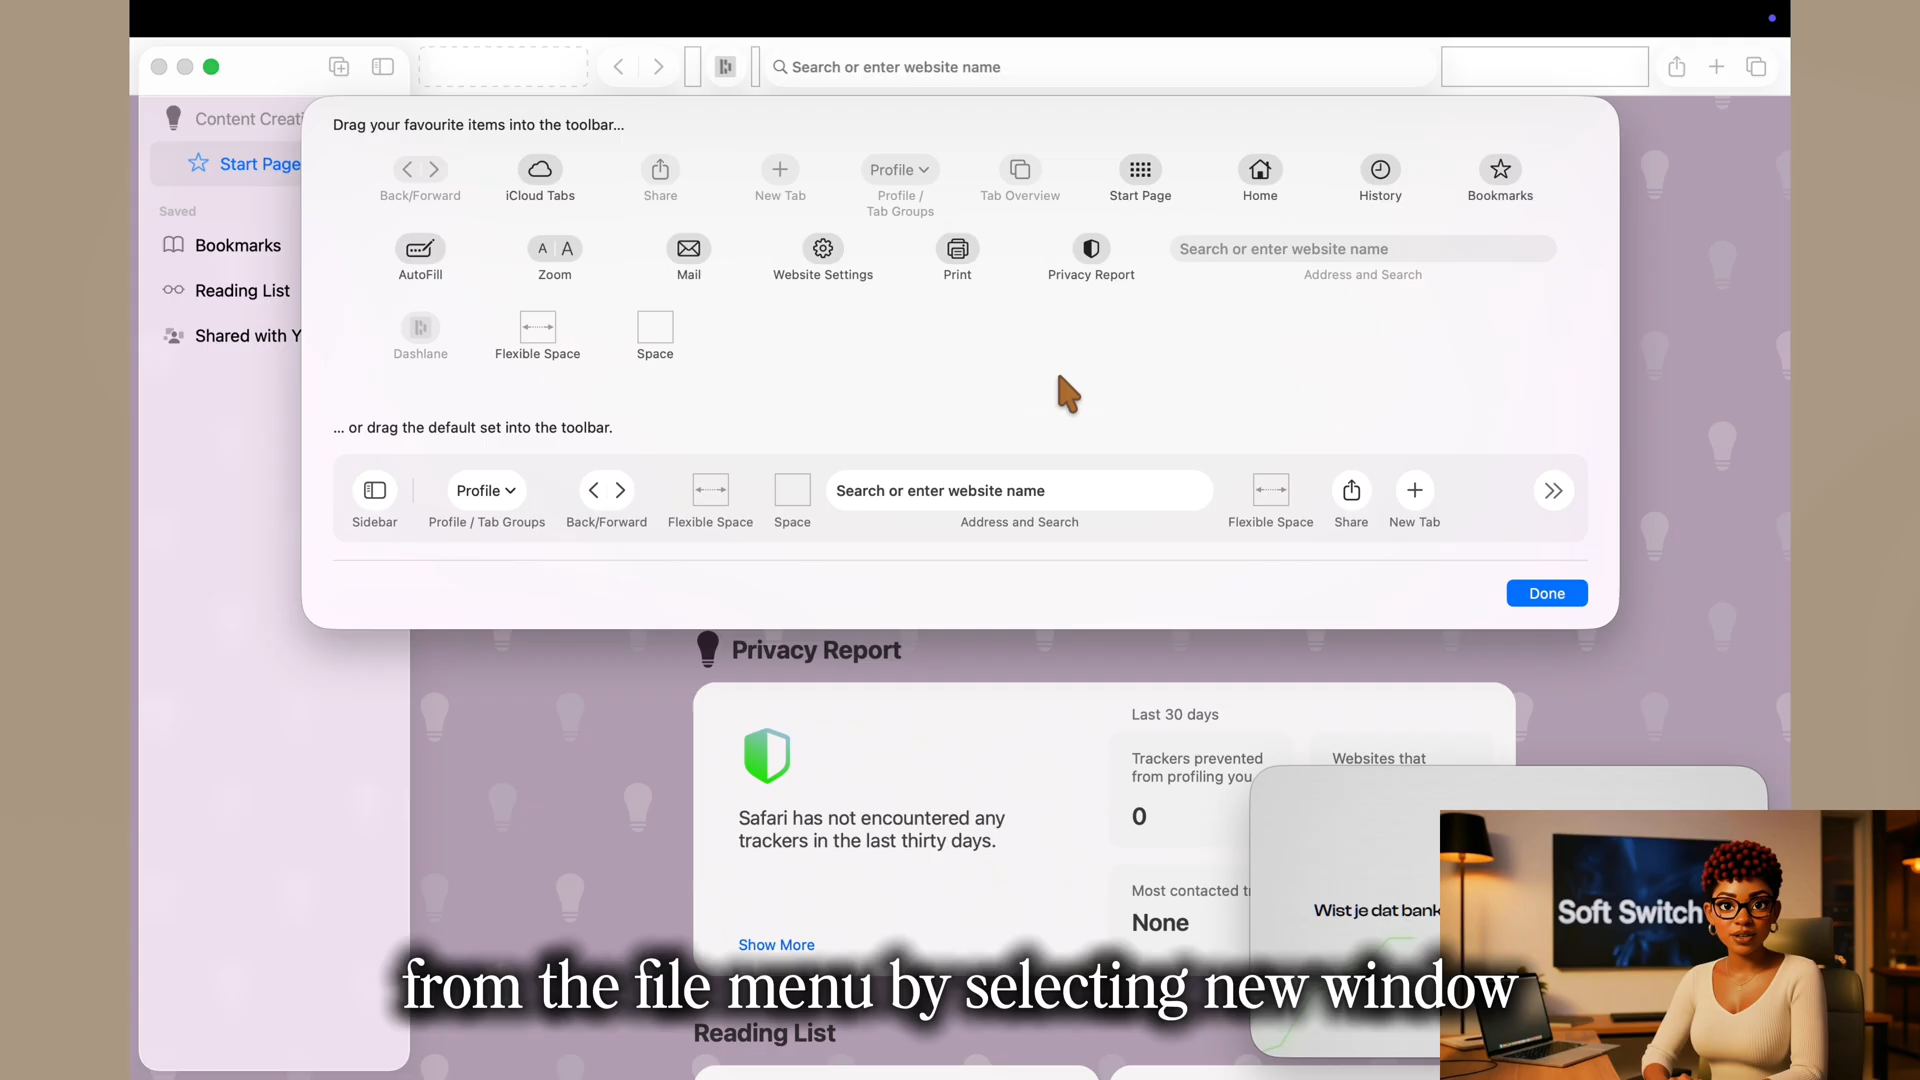 Search or enter website name
Content Creati
Start Page
Saved
Bookmarks
Reading List
Shared with Y
Drag your favourite items into the toolbar...
Back/Forward
iCloud Tabs
Share
New Tab
Profile
Profile /
Tab Groups
Tab Overview
Start Page
Home
History
Bookmarks
AutoFill
A A
Zoom
Mail
Website Settings
Print
Privacy Report
Search or enter website name
Address and Search
Dashlane
Flexible Space
Space
... or drag the default set into the toolbar.
Sidebar
Profile
Profile / Tab Groups
Back/Forward
Flexible Space
Space
Search or enter website name
Address and Search
Flexible Space
Share
New Tab
Done
Privacy Report
Safari has not encountered any
trackers in the last thirty days.
Show More
Last 30 days
Trackers prevented
from profiling you
0
Websites that
Most contacted t
None
Wist je dat bank
Soft Switch
from the file menu by selecting new window
Reading List